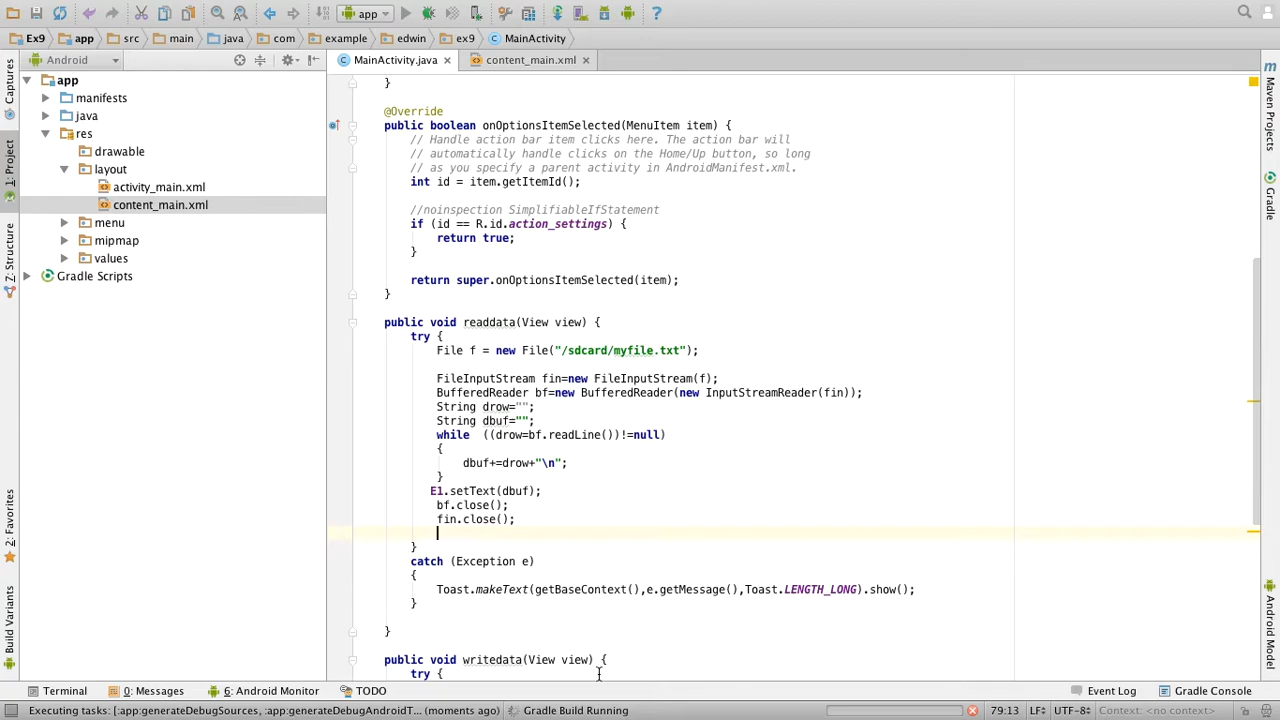 app
Ex9 app src main java com example edwin ex9 MainActivity
Android
MainActivity.java content_main.xml
Captures
1: Project
7: Structure
2: Favorites
Build Variants
app
manifests
java
res
drawable
layout
activity_main.xml
content_main.xml
menu
mipmap
values
Gradle Scripts
}
@Override
public boolean onOptionsItemSelected(MenuItem item) {
// Handle action bar item clicks here. The action bar will
// automatically handle clicks on the Home/Up button, so long
// as you specify a parent activity in AndroidManifest.xml.
int id = item.getItemId();
//noinspection SimplifiableIfStatement
if (id == R.id.action_settings) {
return true;
}
return super.onOptionsItemSelected(item);
}
public void readdata(View view) {
try {
File f = new File("/sdcard/myfile.txt");
FileInputStream fin=new FileInputStream(f);
BufferedReader bf=new BufferedReader(new InputStreamReader(fin));
String drow="";
String dbuf="";
while ((drow=bf.readLine())!=null)
{
dbuf+=drow+"\n";
}
E1.setText(dbuf);
bf.close();
fin.close();
}
catch (Exception e)
{
Toast.makeText(getBaseContext(),e.getMessage(),Toast.LENGTH_LONG).show();
}
}
public void writedata(View view) {
try {
m Maven Projects
Gradle
Android Model
Terminal 0: Messages 6: Android Monitor TODO Event Log Gradle Console
Executing tasks: [:app:generateDebugSources, :app:generateDebugAndroidT... (moments ago) Gradle Build Running 79:13 LF UTF-8 Context: <no context>